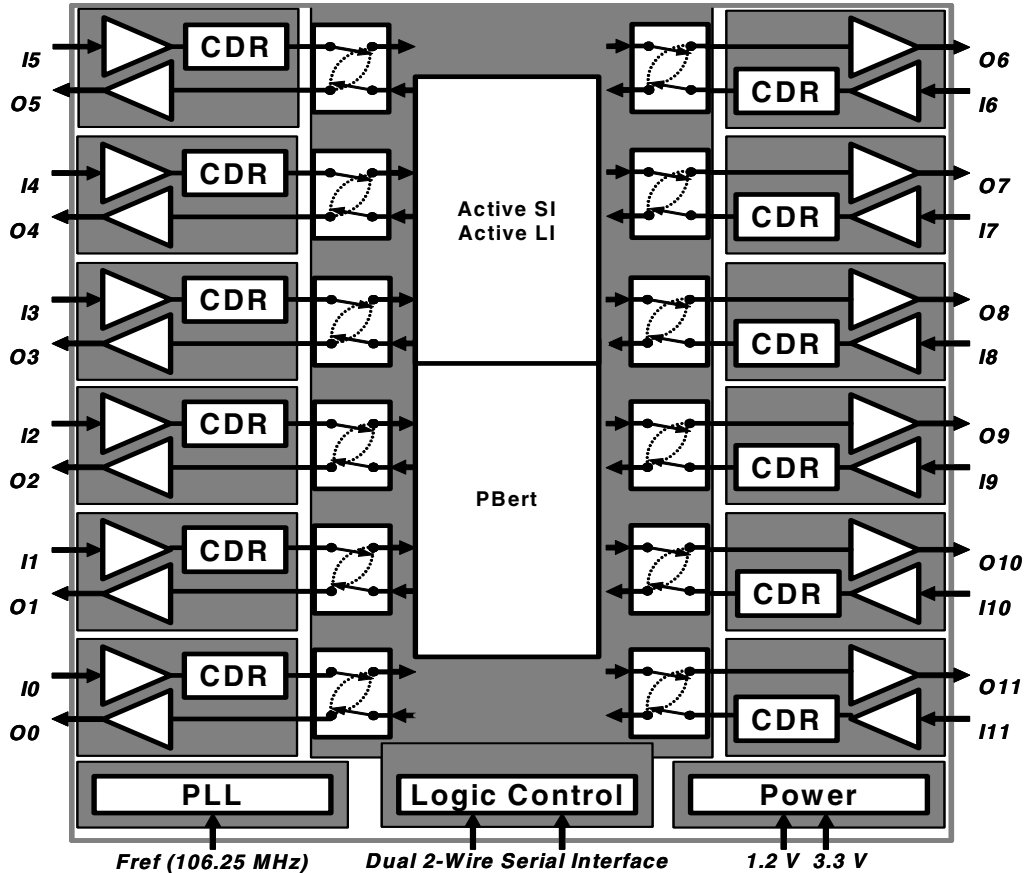 I5
CDR
O6
O5
CDR
I6
I4
CDR
O7
O4
CDR
I7
Active SI
Active LI
I3
CDR
O8
O3
CDR
I8
I2
CDR
O9
O2
CDR
I9
PBert
I1
CDR
O10
O1
CDR
I10
I0
CDR
O11
O0
CDR
I11
PLL
Logic Control
Power
Fref (106.25 MHz)
Dual 2-Wire Serial Interface
1.2 V 3.3 V